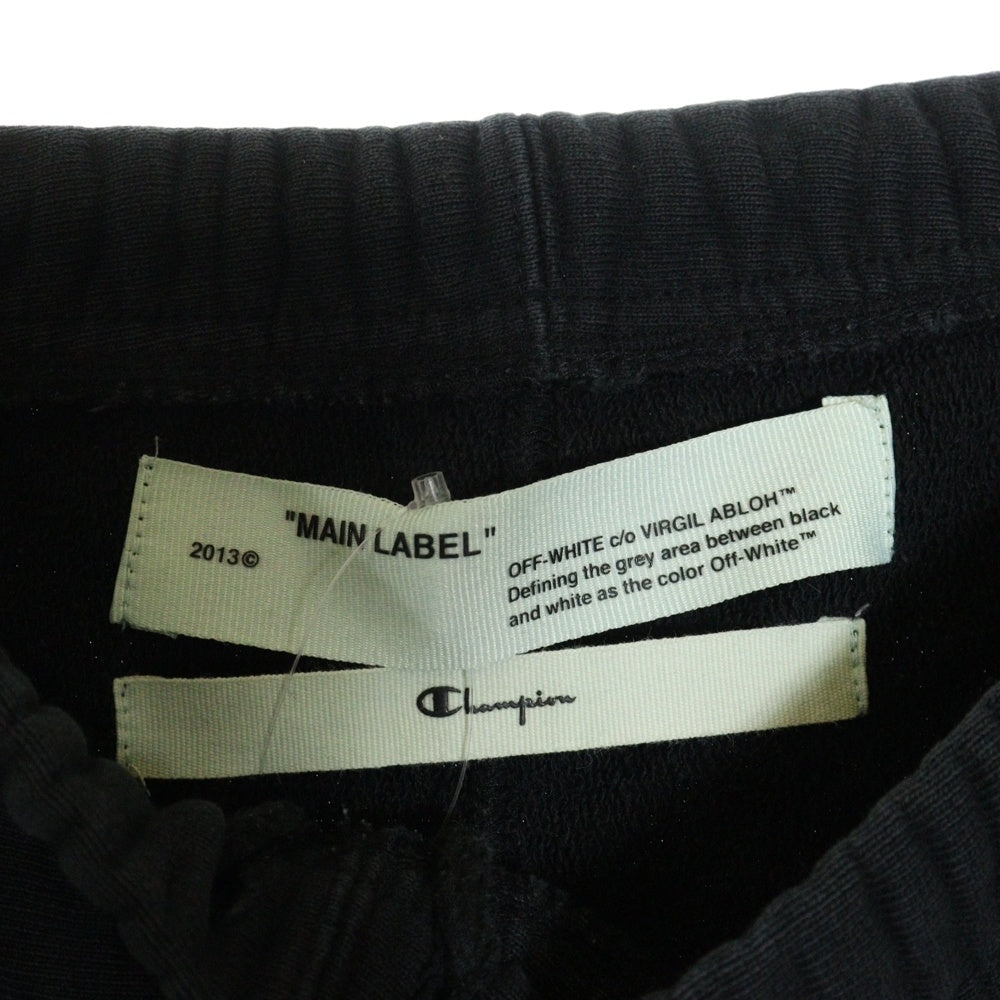 2013©
"MAIN LABEL"
OFF-WHITE c/o VIRGIL ABLOH™
Defining the grey area between black
and white as the color Off-White™
Champion